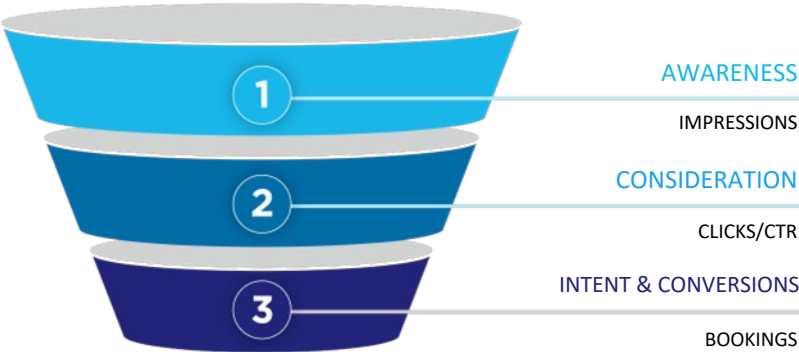 1
AWARENESS
IMPRESSIONS
2
CONSIDERATION
CLICKS/CTR
3
INTENT & CONVERSIONS
BOOKINGS